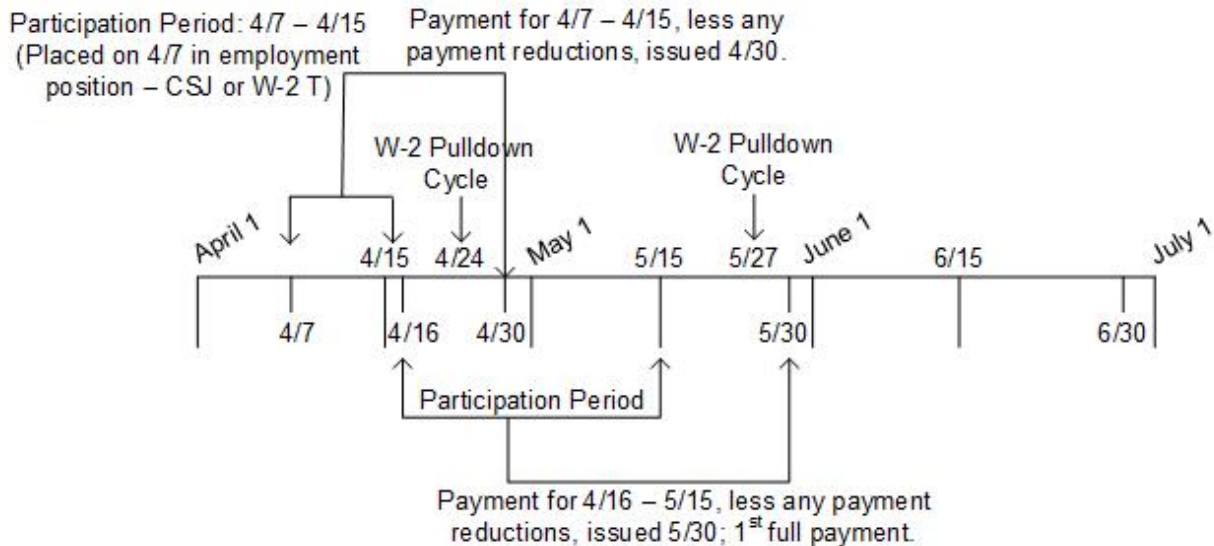 Participation Period: 4/7 – 4/15
(Placed on 4/7 in employment
position – CSJ or W-2 T)
Payment for 4/7 – 4/15, less any
payment reductions, issued 4/30.
W-2 Pulldown
Cycle
W-2 Pulldown
Cycle
April 1
4/15
4/24
May 1
5/15
5/27
June 1
6/15
July 1
4/7
4/16
4/30
5/30
6/30
Participation Period
Payment for 4/16 – 5/15, less any payment
reductions, issued 5/30; 1st full payment.